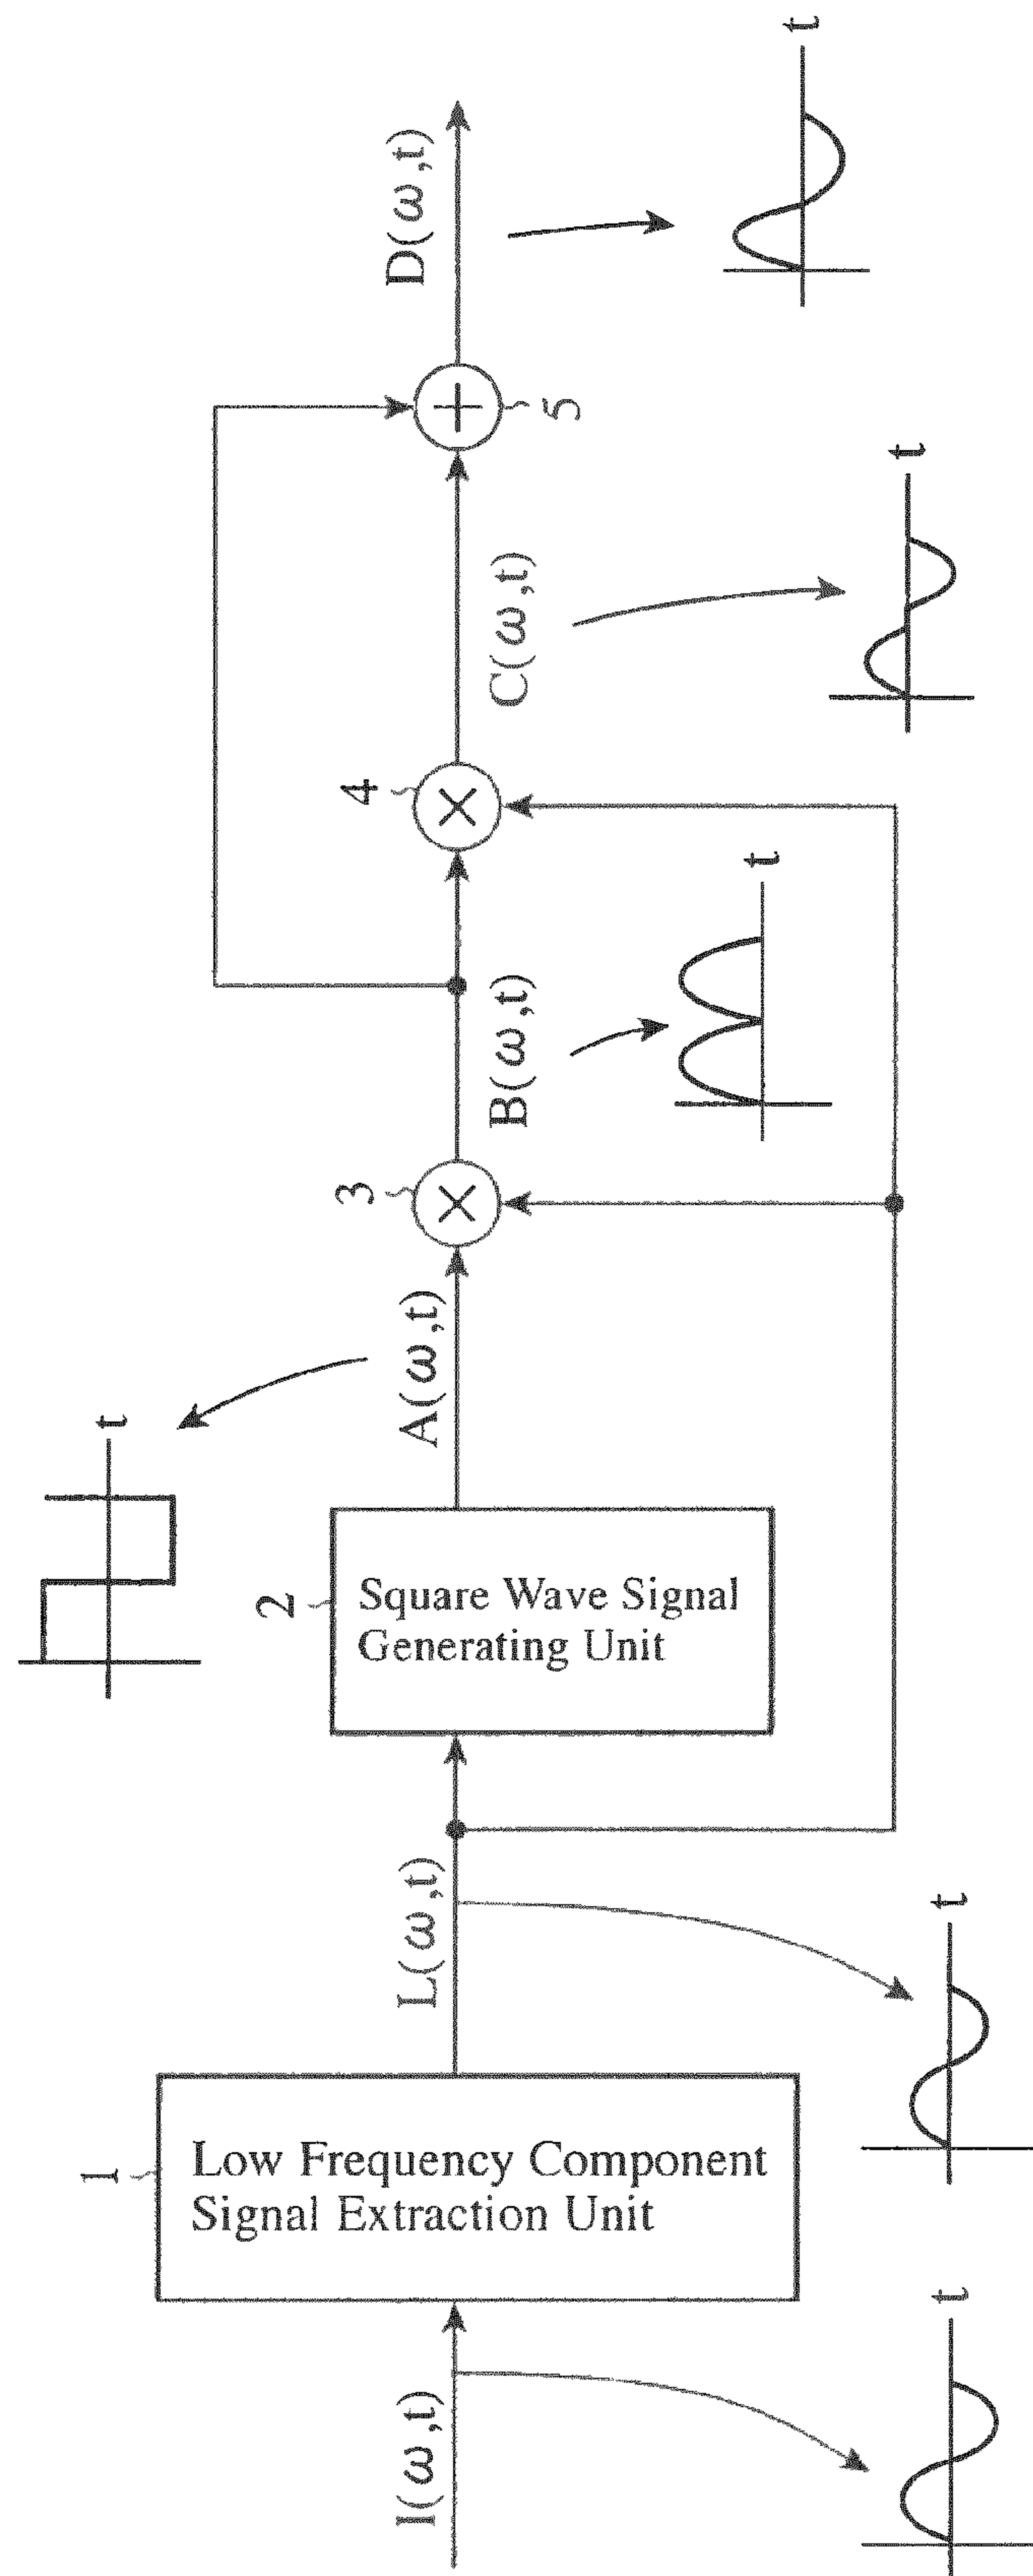 I(ω,t)
t
1
Low Frequency Component
Signal Extraction Unit
L(ω,t)
t
2
Square Wave Signal
Generating Unit
t
A(ω,t)
3
×
B(ω,t)
t
4
×
C(ω,t)
t
5
+
D(ω,t)
t